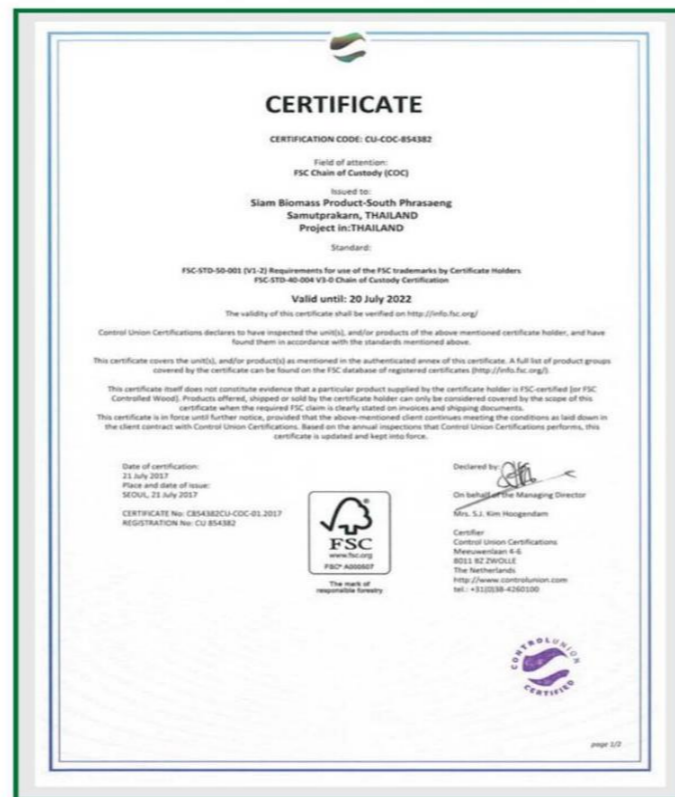 CERTIFICATE
CERTIFICATION CODE: CU-COC-854382
Field of attention:
FSC Chain of Custody (COC)
Issued to:
Siam Biomass Product-South Phrasaeng
Samutprakarn, THAILAND
Project in:THAILAND
Standard:
FSC-STD-50-001 (V1-2) Requirements for use of the FSC trademarks by Certificate Holders
FSC-STD-40-004 V3-0 Chain of Custody Certification
Valid until: 20 July 2022
The validity of this certificate shall be verified on http://info.fsc.org/
Control Union Certifications declares to have inspected the unit(s), and/or products of the above mentioned certificate holder, and have
found them in accordance with the standards mentioned above.
This certificate covers the unit(s), and/or product(s) as mentioned in the authenticated annex of this certificate. A full list of product groups
covered by the certificate can be found on the FSC database of registered certificates (http://info.fsc.org/).
This certificate itself does not constitute evidence that a particular product supplied by the certificate holder is FSC-certified [or FSC
Controlled Wood]. Products offered, shipped or sold by the certificate holder can only be considered covered by the scope of this
certificate when the required FSC claim is clearly stated on invoices and shipping documents.
This certificate is in force until further notice, provided that the above-mentioned client continues meeting the conditions as laid down in
the client contract with Control Union Certifications. Based on the annual inspections that Control Union Certifications performs, this
certificate is updated and kept into force.
Date of certification:
21 July 2017
Place and date of issue:
SEOUL, 21 July 2017
CERTIFICATE No: C854382CU-COC-01.2017
REGISTRATION No: CU 854382
FSC
www.fsc.org
FSC® A000507
The mark of
responsible forestry
Declared by:
On behalf of the Managing Director
Mrs. S.J. Kim Hoogendam
Certifier
Control Union Certifications
Meeuwenlaan 4-6
8011 BZ ZWOLLE
The Netherlands
http://www.controlunion.com
tel.: +31(0)38-4260100
CONTROLUNION
CERTIFIED
page 1/2